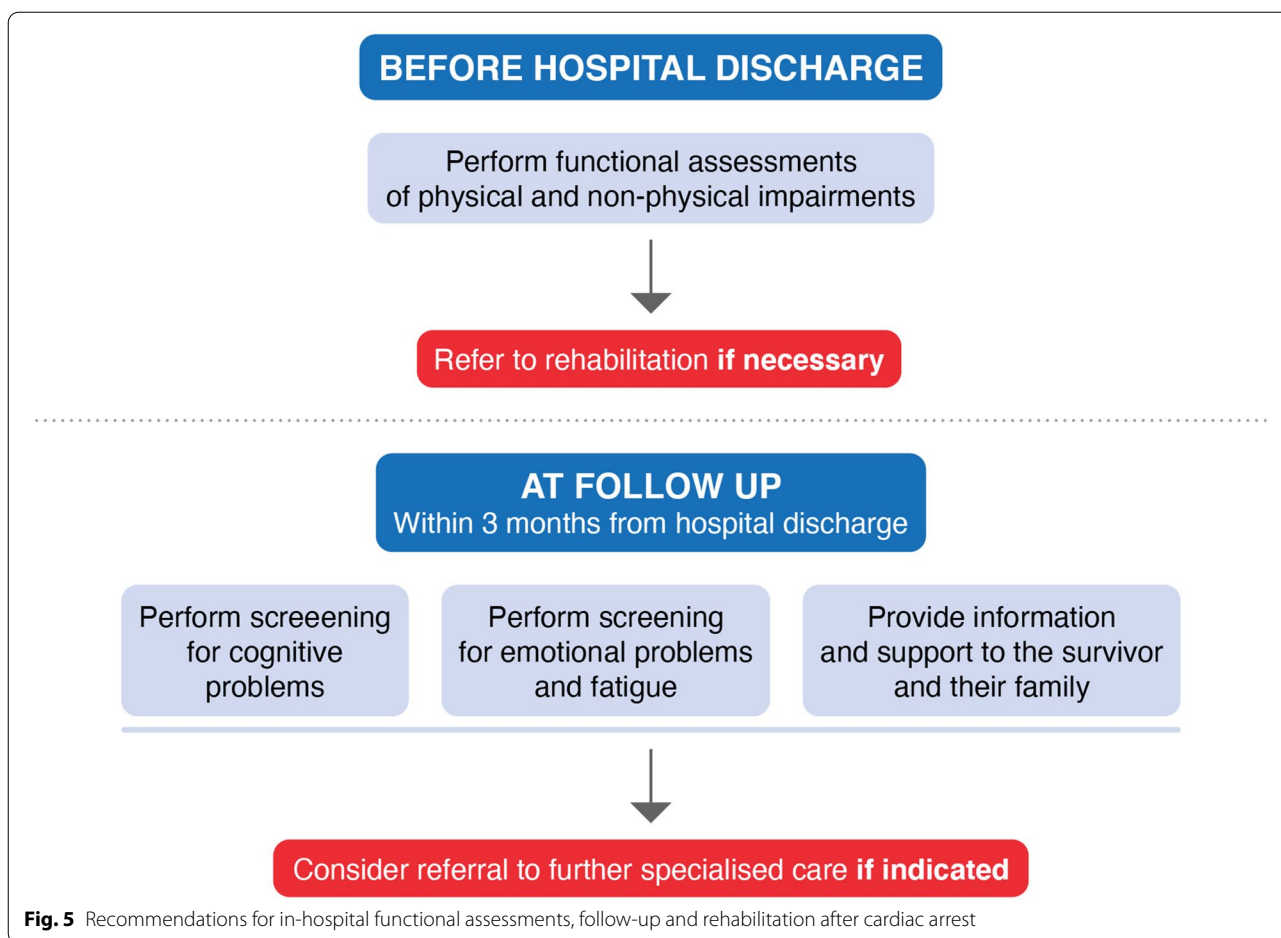 BEFORE HOSPITAL DISCHARGE
Perform functional assessments
of physical and non-physical impairments
Refer to rehabilitation if necessary
AT FOLLOW UP
Within 3 months from hospital discharge
Perform screeening
for cognitive
problems
Perform screening
for emotional problems
and fatigue
Provide information
and support to the survivor
and their family
Consider referral to further specialised care if indicated
Fig. 5 Recommendations for in-hospital functional assessments, follow-up and rehabilitation after cardiac arrest